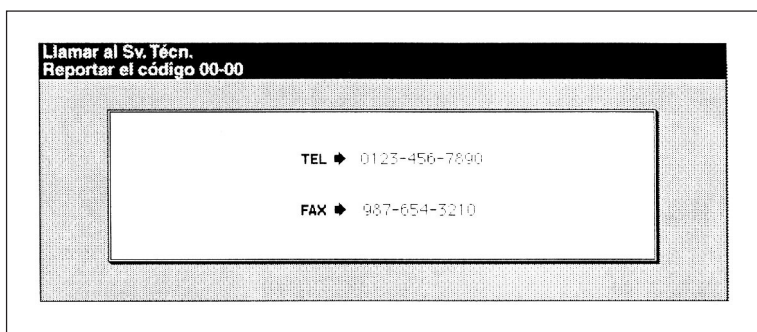 Llamar al Sv. Técn.
Reportar el código 00-00
TEL ➧ 0123-456-7890
FAX ➧ 987-654-3210